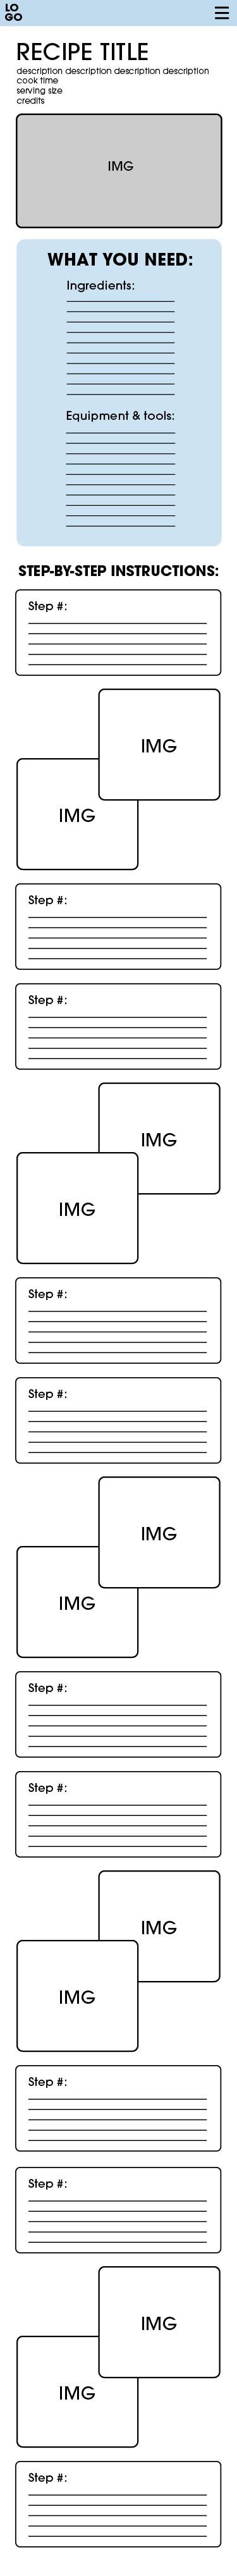 LO
GO
RECIPE TITLE
description description description description
cook time
serving size
credits
IMG
WHAT YOU NEED:
Ingredients:
Equipment & tools:
STEP-BY-STEP INSTRUCTIONS:
Step #:
IMG
IMG
Step #:
Step #:
IMG
IMG
Step #:
Step #:
IMG
IMG
Step #:
Step #:
IMG
IMG
Step #:
Step #:
IMG
IMG
Step #: